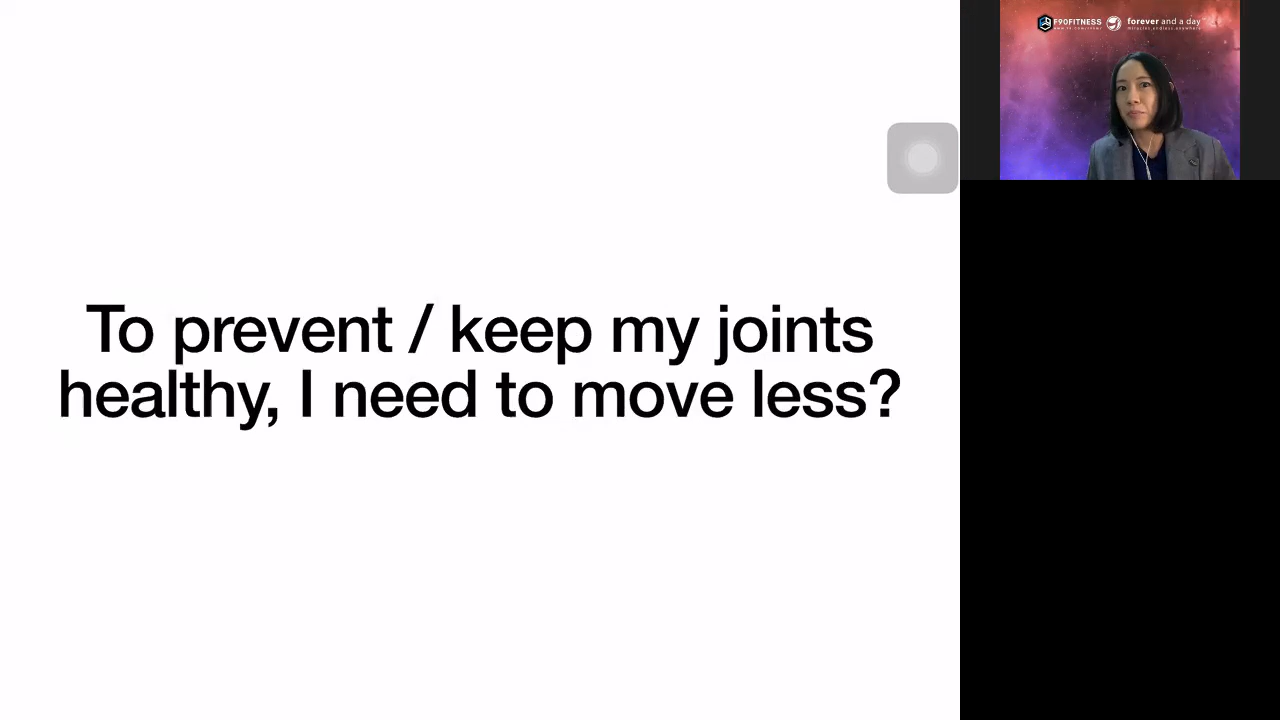 F90FITNESS
forever and a day
To prevent / keep my joints
healthy, I need to move less?